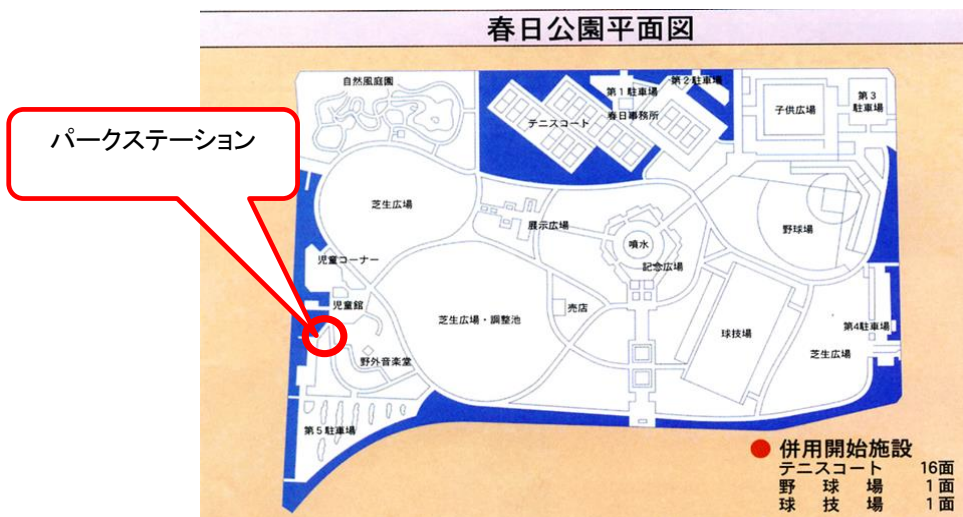 春日公園平面図
パークステーション
自然風庭園
第1駐車場
第2駐車場
第3
駐車場
テニスコート
春日事務所
子供広場
芝生広場
展示広場
噴水
野球場
記念広場
児童コーナー
児童館
芝生広場・調整池
売店
球技場
第4駐車場
芝生広場
野外音楽堂
第5駐車場
併用開始施設
テニスコート 16面
野球場 1面
球技場 1面